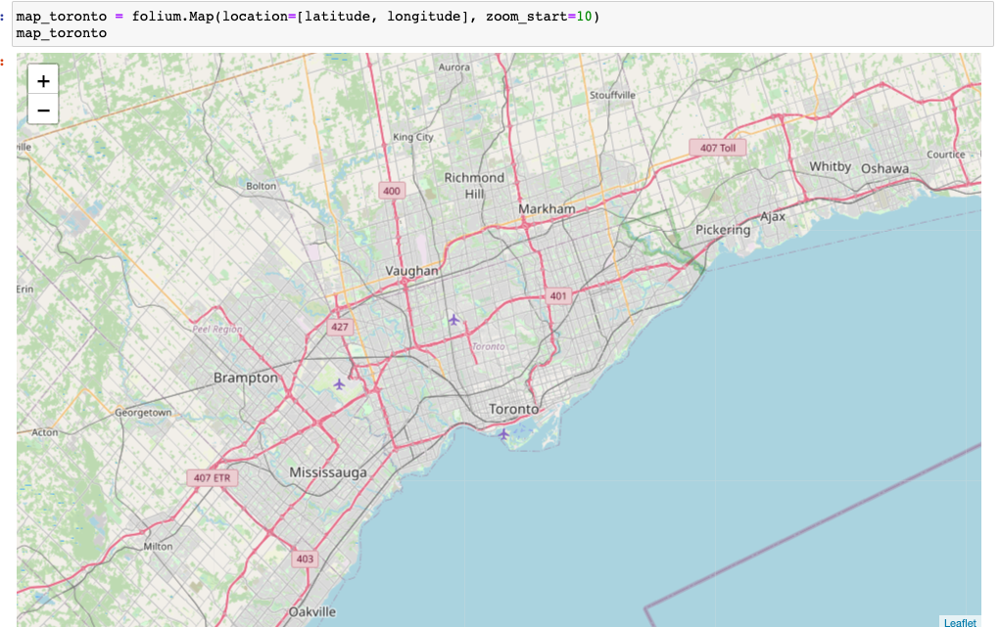 : map_toronto = folium.Map(location=[latitude, longitude], zoom_start=10)
map_toronto
:
+
−
Aurora
Stouffville
King City
407 Toll
ville
Courtice
Whitby
Oshawa
Bolton
Richmond
Hill
400
Markham
Ajax
Pickering
Vaughan
Erin
401
427
Peel Region
Toronto
Brampton
Georgetown
Toronto
Acton
Mississauga
407 ETR
Milton
403
Oakville
Leaflet